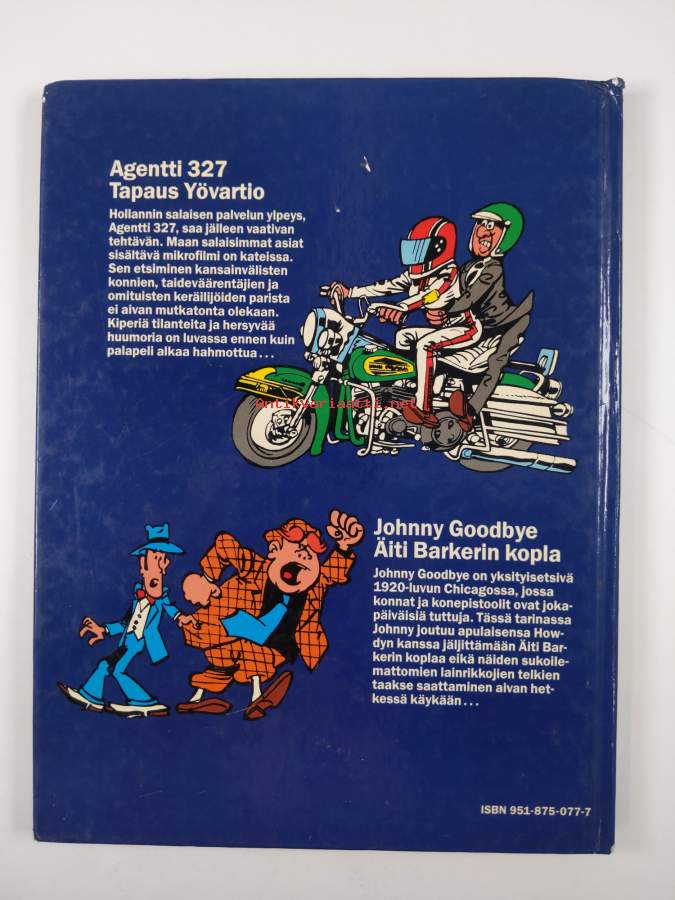 Agentti 327
Tapaus Yövartio
Hollannin salaisen palvelun ylpeys,
Agentti 327, saa jälleen vaativan
tehtävän. Maan salaisimmat asiat
sisältävä mikrofilmi on kateissa.
Sen etsiminen kansainvälisten
konnien, taideväärentäjien ja
omituisten keräilijöiden parista
ei aivan mutkatonta olekaan.
Kiperiä tilanteita ja hersyvää
huumoria on luvassa ennen kuin
palapeli alkaa hahmottua...
antikvariaatti.net
Johnny Goodbye
Äiti Barkerin kopla
Johnny Goodbye on yksityisetsivä
1920-luvun Chicagossa, jossa
konnat ja konepistoolit ovat joka-
päiväisiä tuttuja. Tässä tarinassa
Johnny joutuu apulaisensa How-
dyn kanssa jäljittämään Äiti Bar-
kerin koplaa eikä näiden sukoile-
mattomien lainrikkojien telkien
taakse saattaminen aivan het-
kessä käykään...
ISBN 951-875-077-7